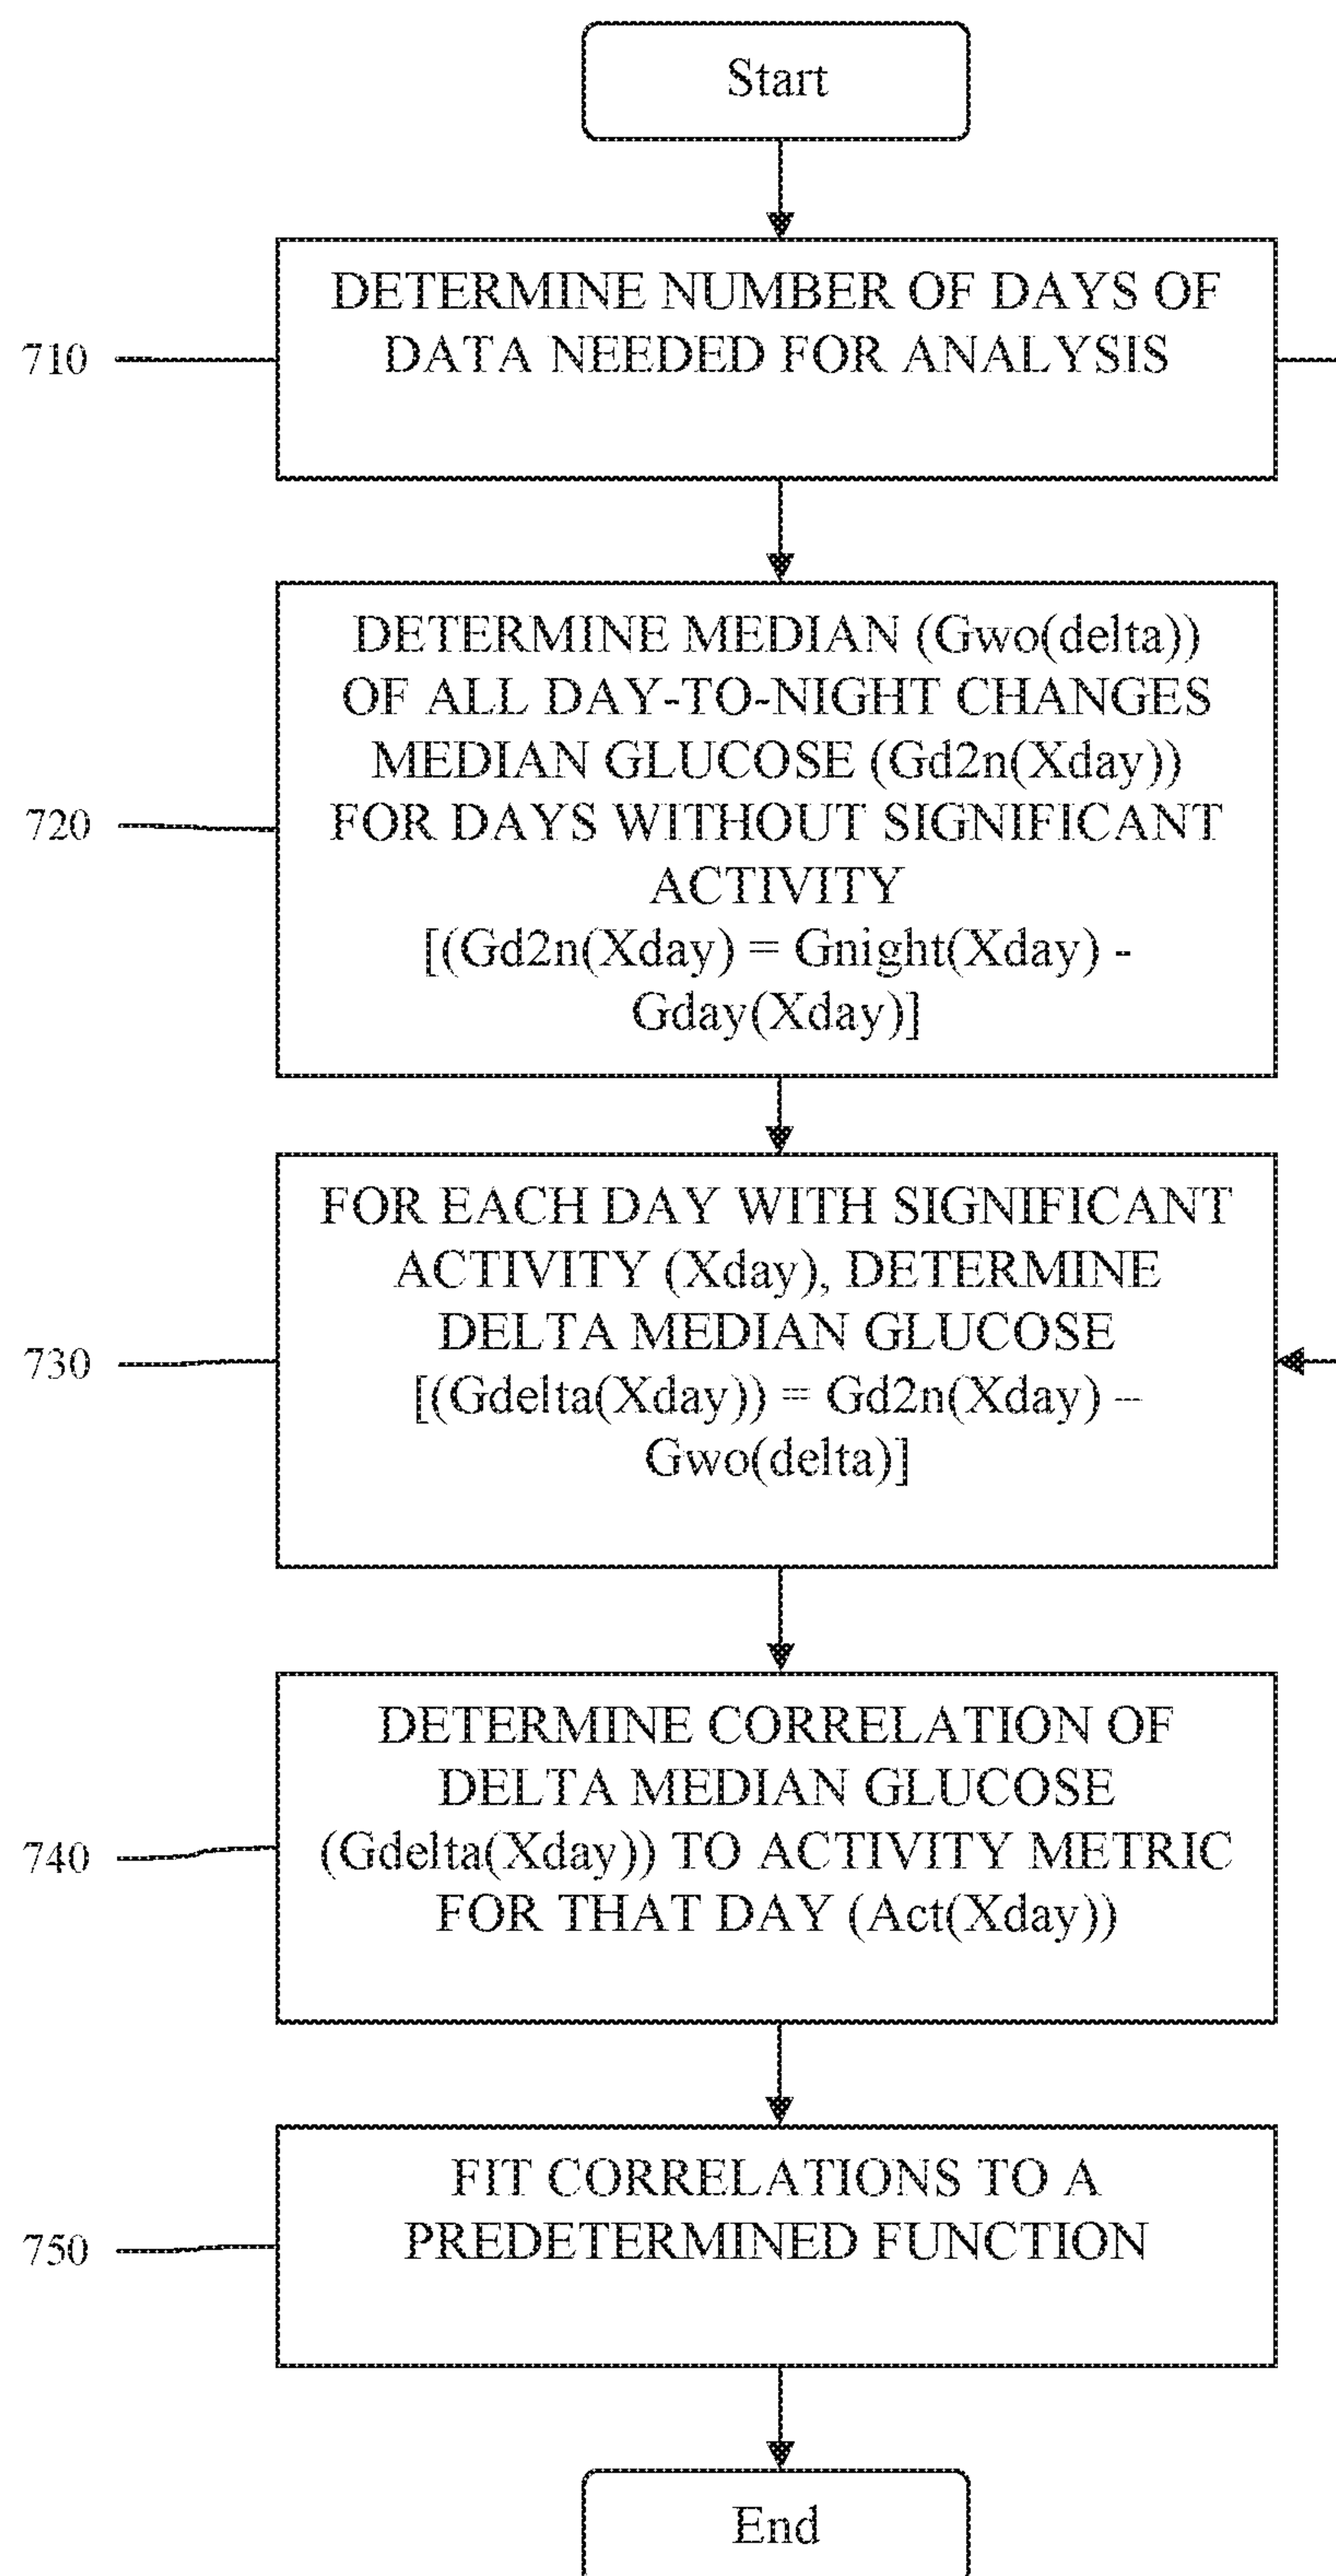 Start
710
DETERMINE NUMBER OF DAYS OF
DATA NEEDED FOR ANALYSIS
720
DETERMINE MEDIAN (Gwo(delta))
OF ALL DAY-TO-NIGHT CHANGES
MEDIAN GLUCOSE (Gd2n(Xday))
FOR DAYS WITHOUT SIGNIFICANT
ACTIVITY
[(Gd2n(Xday) = Gnight(Xday) -
Gday(Xday)]
730
FOR EACH DAY WITH SIGNIFICANT
ACTIVITY (Xday), DETERMINE
DELTA MEDIAN GLUCOSE
[(Gdelta(Xday)) = Gd2n(Xday) –
Gwo(delta)]
740
DETERMINE CORRELATION OF
DELTA MEDIAN GLUCOSE
(Gdelta(Xday)) TO ACTIVITY METRIC
FOR THAT DAY (Act(Xday))
750
FIT CORRELATIONS TO A
PREDETERMINED FUNCTION
End